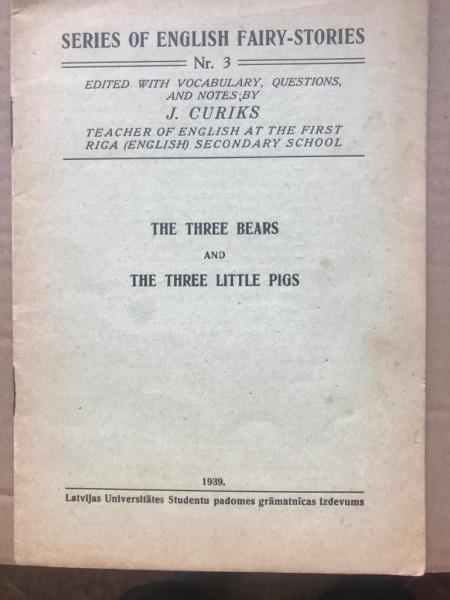 SERIES OF ENGLISH FAIRY-STORIES
Nr. 3
EDITED WITH VOCABULARY, QUESTIONS,
AND NOTES BY
J. CURIKS
TEACHER OF ENGLISH AT THE FIRST
RIGA (ENGLISH) SECONDARY SCHOOL
THE THREE BEARS
AND
THE THREE LITTLE PIGS
1939.
Latvijas Universitātes Studentu padomes grāmatnīcas izdevums